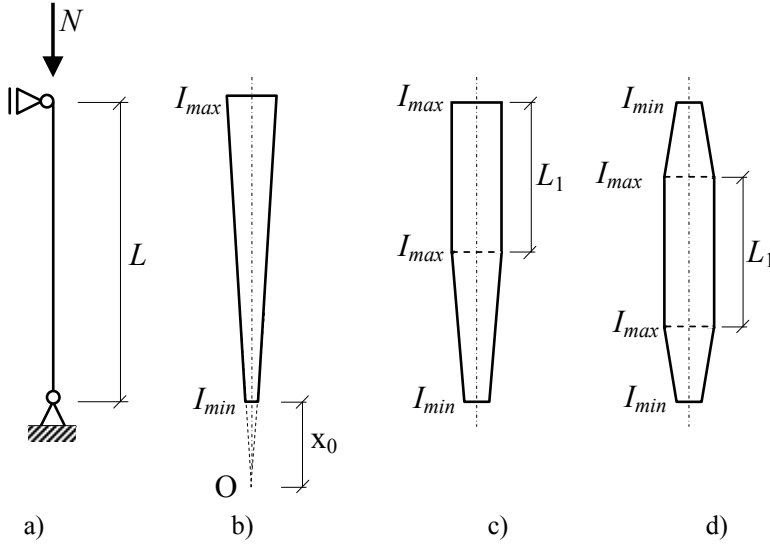 N
L
a)
I_max
I_min
x_0
O
b)
I_max
I_max
I_min
L_1
c)
I_min
I_max
I_max
I_min
L_1
d)